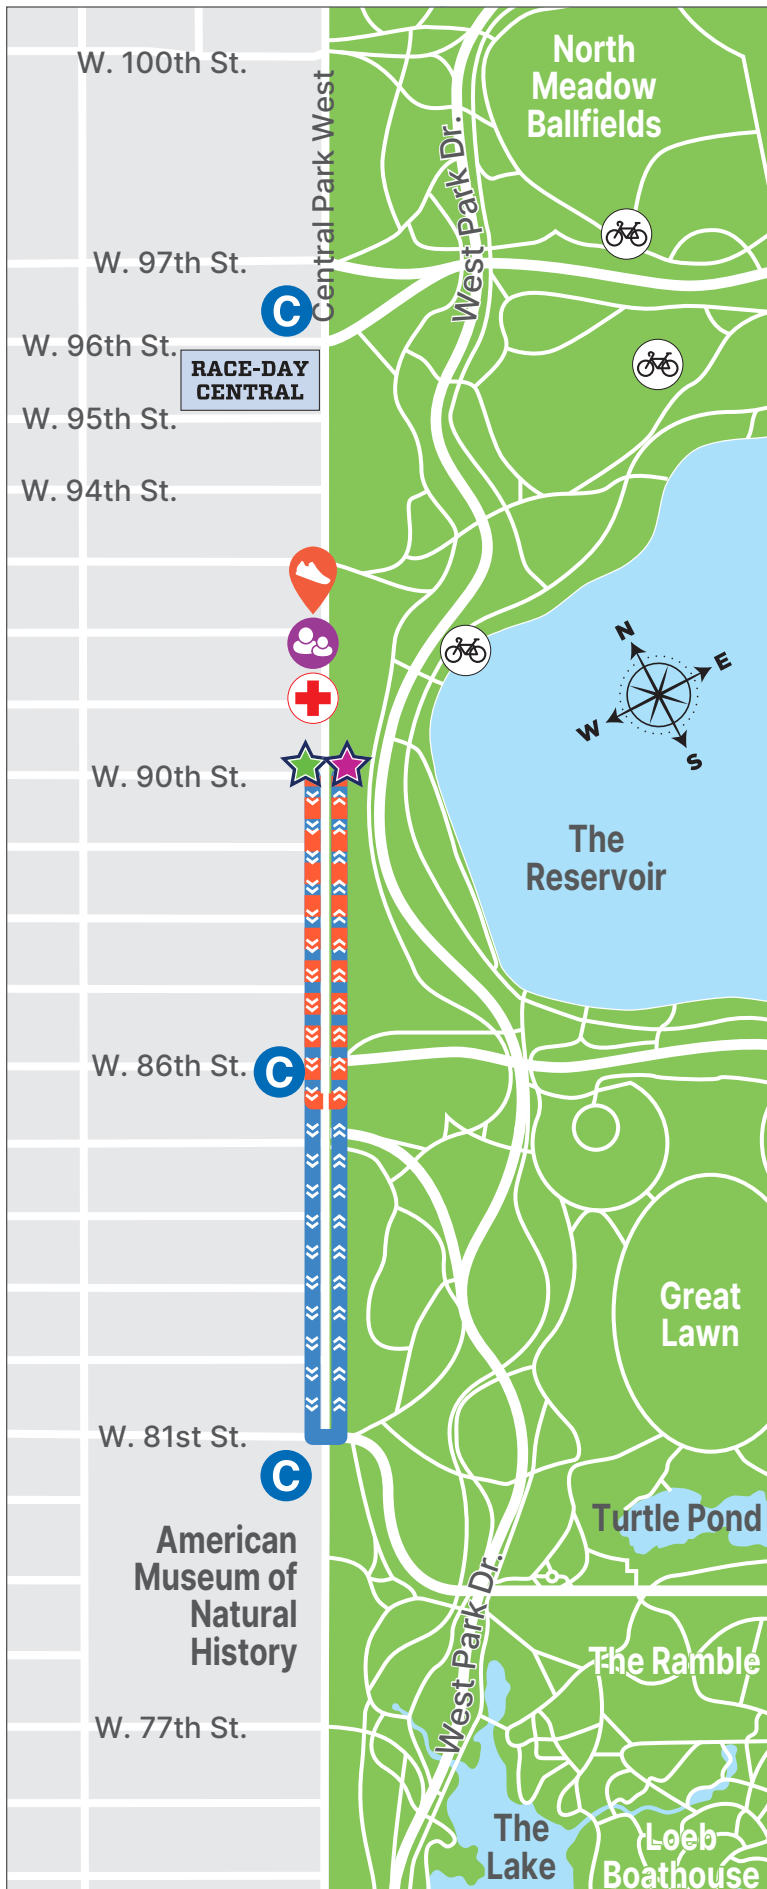 North
Meadow
Ballfields
W. 100th St.
Central Park West
West Park Dr.
W. 97th St.
C
W. 96th St.
RACE-DAY
CENTRAL
W. 95th St.
W. 94th St.
N
E
W
S
W. 90th St.
The
Reservoir
W. 86th St.
C
Great
Lawn
W. 81st St.
C
Turtle Pond
American
Museum of
Natural
History
West Park Dr.
The Ramble
W. 77th St.
The
Lake
Loeb
Boathouse